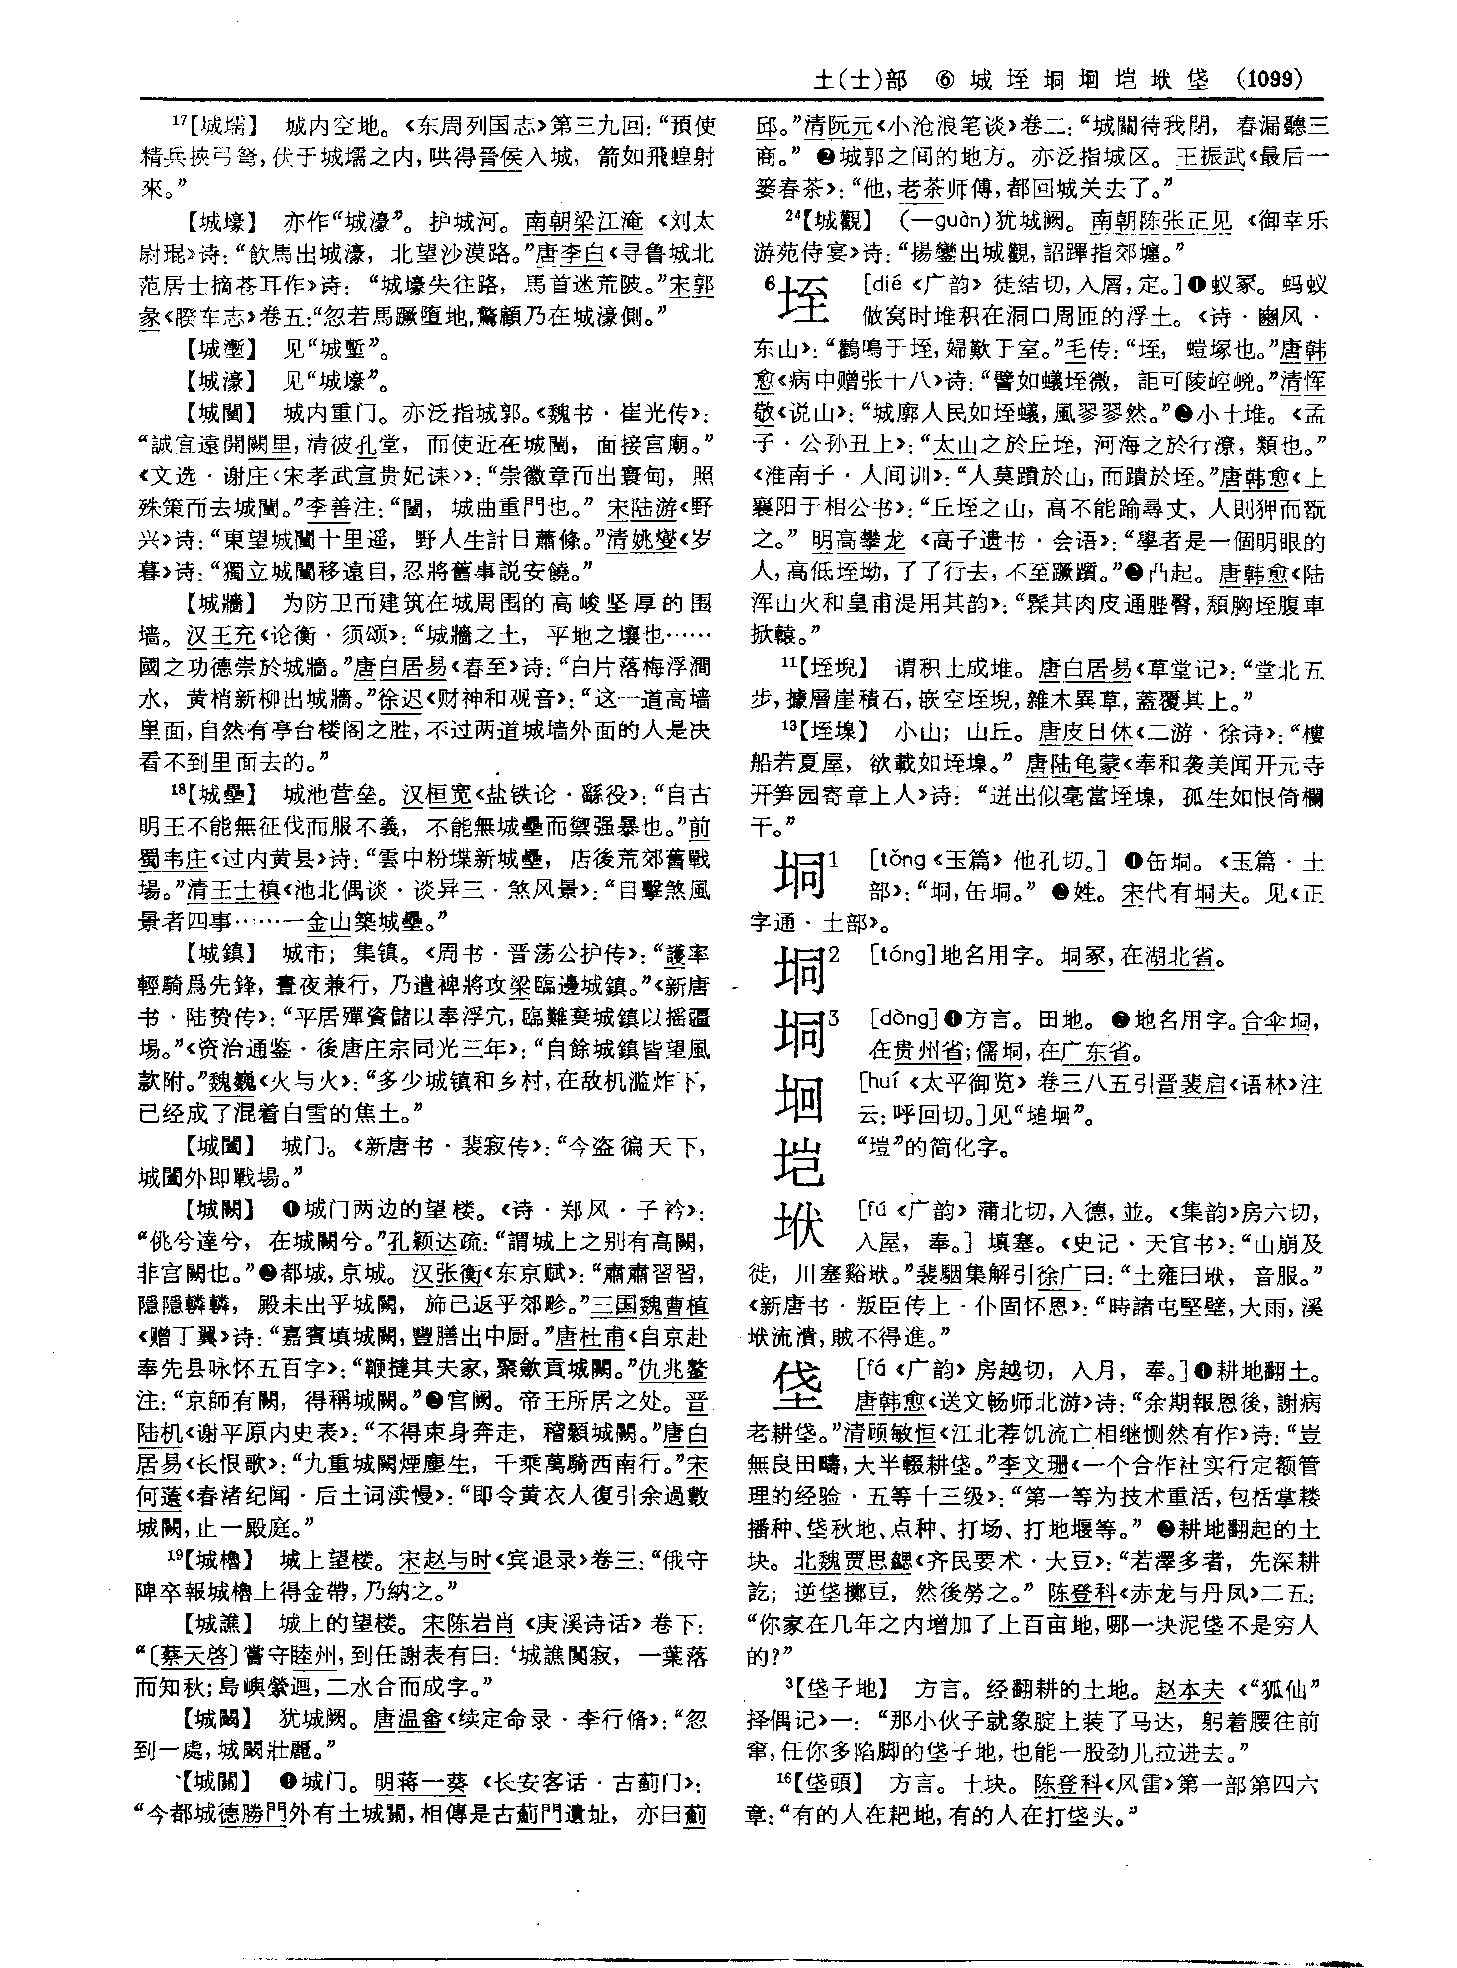 土(士)部 ⑥ 城垤垌垇垲垘垡 (1099)
¹⁷[城壖】 城内空地。《东周列国志》第三九回：“預使
精兵挾弓弩，伏于城壖之内，哄得晉侯入城，箭如飛蝗射
來。”
【城壕】 亦作“城濠”。护城河。南朝梁江淹《刘太
尉琨》诗：“飲馬出城濠，北望沙漠路。”唐李白《寻鲁城北
范居士摘苍耳作》诗：“城壕失往路，馬首迷荒陂。”宋郭
彖《睽车志》卷五：“忽若馬蹶墮地，驚顧乃在城濠側。”
【城壍】 见“城塹”。
【城濠】 见“城壕”。
【城闉】 城内重门。亦泛指城郭。《魏书·崔光传》：
“誠宜遠開闕里，清彼孔堂，而使近在城闉，面接宫廟。”
《文选·谢庄〈宋孝武宣贵妃诔〉》：“崇徽章而出寰甸，照
殊策而去城闉。”李善注：“闉，城曲重門也。” 宋陆游《野
兴》诗：“東望城闉十里遥，野人生計日蕭條。”清姚燮《岁
暮》诗：“獨立城闉移遠目，忍將舊事説安饒。”
【城牆】 为防卫而建筑在城周围的高峻坚厚的围
墙。汉王充《论衡·须颂》：“城牆之土，平地之壤也……
國之功德崇於城牆。”唐白居易《春至》诗：“白片落梅浮澗
水，黄梢新柳出城牆。”徐迟《财神和观音》：“这一道高墙
里面，自然有亭台楼阁之胜，不过两道城墙外面的人是决
看不到里面去的。”
¹⁸【城壘】 城池营垒。汉桓宽《盐铁论·繇役》：“自古
明王不能無征伐而服不義，不能無城壘而禦强暴也。”前
蜀韦庄《过内黄县》诗：“雲中粉堞新城壘，店後荒郊舊戰
場。”清王士禛《池北偶谈·谈异三·煞风景》：“目擊煞風
景者四事……一金山築城壘。”
【城鎮】 城市；集镇。《周书·晋荡公护传》：“護率
輕騎爲先鋒，晝夜兼行，乃遣裨將攻梁臨邊城鎮。”《新唐
书·陆贽传》：“平居殫資儲以奉浮宂，臨難棄城鎮以摇疆
場。”《资治通鉴·後唐庄宗同光三年》：“自餘城鎮皆望風
款附。”魏巍《火与火》：“多少城镇和乡村，在敌机滥炸下，
已经成了混着白雪的焦土。”
【城闔】 城门。《新唐书·裴寂传》：“今盗徧天下，
城闔外即戰場。”
【城闕】 ❶城门两边的望楼。《诗·郑风·子衿》：
“佻兮達兮，在城闕兮。”孔颖达疏：“謂城上之别有高闕，
非宫闕也。”❷都城，京城。汉张衡《东京赋》：“肅肅習習，
隱隱轔轔，殿未出乎城闕，旆已返乎郊畛。”三国魏曹植
《赠丁翼》诗：“嘉賓填城闕，豐膳出中厨。”唐杜甫《自京赴
奉先县咏怀五百字》：“鞭撻其夫家，聚斂貢城闕。”仇兆鳌
注：“京師有闕，得稱城闕。”❸宫阙。帝王所居之处。晋
陆机《谢平原内史表》：“不得束身奔走，稽顙城闕。”唐白
居易《长恨歌》：“九重城闕煙塵生，千乘萬騎西南行。”宋
何薳《春渚纪闻·后土词渎慢》：“即令黄衣人復引余過數
城闕，止一殿庭。”
¹⁹【城櫓】 城上望楼。宋赵与时《宾退录》卷三：“俄守
陴卒報城櫓上得金帶，乃納之。”
【城譙】 城上的望楼。宋陈岩肖《庚溪诗话》卷下：
“〔蔡天啓〕嘗守睦州，到任謝表有曰：‘城譙闃寂，一葉落
而知秋；島嶼縈迴，二水合而成字。”
【城闞】 犹城阙。唐温畬《续定命录·李行脩》：“忽
到一處，城闞壯麗。”
【城關】 ❶城门。明蒋一葵《长安客话·古蓟门》：
“今都城德勝門外有土城關，相傳是古薊門遺址，亦曰薊
邱。”清阮元《小沧浪笔谈》卷二：“城關待我閉，春漏聽三
商。” ❷城郭之间的地方。亦泛指城区。王振武《最后一
篓春茶》：“他，老茶师傅，都回城关去了。”
²⁴【城觀】 (—guàn)犹城阙。南朝陈张正见《御幸乐
游苑侍宴》诗：“揚鑾出城觀，詔蹕指郊壥。”
⁶垤 [dié《广韵》徒結切，入屑，定。]❶蚁冢。蚂蚁
做窝时堆积在洞口周匝的浮土。《诗·豳风·
东山》：“鸛鳴于垤，婦歎于室。”毛传：“垤，螘塚也。”唐韩
愈《病中赠张十八》诗：“譬如蟻垤微，詎可陵崆峣。”清恽
敬《说山》：“城廓人民如垤蟻，風翏翏然。”❷小土堆。《孟
子·公孙丑上》：“太山之於丘垤，河海之於行潦，類也。”
《淮南子·人间训》：“人莫蹪於山，而蹪於垤。”唐韩愈《上
襄阳于相公书》：“丘垤之山，高不能踰尋丈，人則狎而翫
之。” 明高攀龙《高子遗书·会语》：“學者是一個明眼的
人，高低垤坳，了了行去，不至蹶躓。”❸凸起。唐韩愈《陆
浑山火和皇甫湜用其韵》：“髹其肉皮通髀臀，頹胸垤腹車
掀轅。”
¹¹【垤堄】 谓积土成堆。唐白居易《草堂记》：“堂北五
步，據層崖積石，嵌空垤堄，雜木異草，蓋覆其上。”
¹³【垤塊】 小山；山丘。唐皮日休《二游·徐诗》：“樓
船若夏屋，欲載如垤塊。” 唐陆龟蒙《奉和袭美闻开元寺
开笋园寄章上人》诗：“迸出似毫當垤塊，孤生如恨倚欄
干。”
垌¹ [tǒng《玉篇》他孔切。] ❶缶垌。《玉篇·土
部》：“垌，缶垌。” ❷姓。宋代有垌夫。见《正
字通·土部》。
垌² [tóng]地名用字。垌冢，在湖北省。
垌³ [dòng]❶方言。田地。❷地名用字。合伞垌，
在贵州省；儒垌，在广东省。
垇 [huí《太平御览》卷三八五引晋裴启《语林》注
云：呼回切。]见“𡏖垇”。
垲 “塏”的简化字。
垘 [fú《广韵》蒲北切，入德，並。《集韵》房六切，
入屋，奉。] 填塞。《史记·天官书》：“山崩及
徙，川塞谿垘。”裴駰集解引徐广曰：“土雍曰垘，音服。”
《新唐书·叛臣传上·仆固怀恩》：“時諸屯堅壁，大雨，溪
垘流潰，賊不得進。”
垡 [fá《广韵》房越切，入月，奉。]❶耕地翻土。
唐韩愈《送文畅师北游》诗：“余期報恩後，謝病
老耕垡。”清顾敏恒《江北荐饥流亡相继恻然有作》诗：“豈
無良田疇，大半輟耕垡。”李文珊《一个合作社实行定额管
理的经验·五等十三级》：“第一等为技术重活，包括掌耧
播种、垡秋地、点种、打场、打地堰等。” ❷耕地翻起的土
块。北魏贾思勰《齐民要术·大豆》：“若澤多者，先深耕
訖；逆垡擲豆，然後勞之。” 陈登科《赤龙与丹凤》二五：
“你家在几年之内增加了上百亩地，哪一块泥垡不是穷人
的？”
³【垡子地】 方言。经翻耕的土地。赵本夫《“狐仙”
择偶记》一：“那小伙子就象腚上装了马达，躬着腰往前
窜，任你多陷脚的垡子地，也能一股劲儿拉进去。”
¹⁶【垡頭】 方言。土块。陈登科《风雷》第一部第四六
章：“有的人在耙地，有的人在打垡头。”